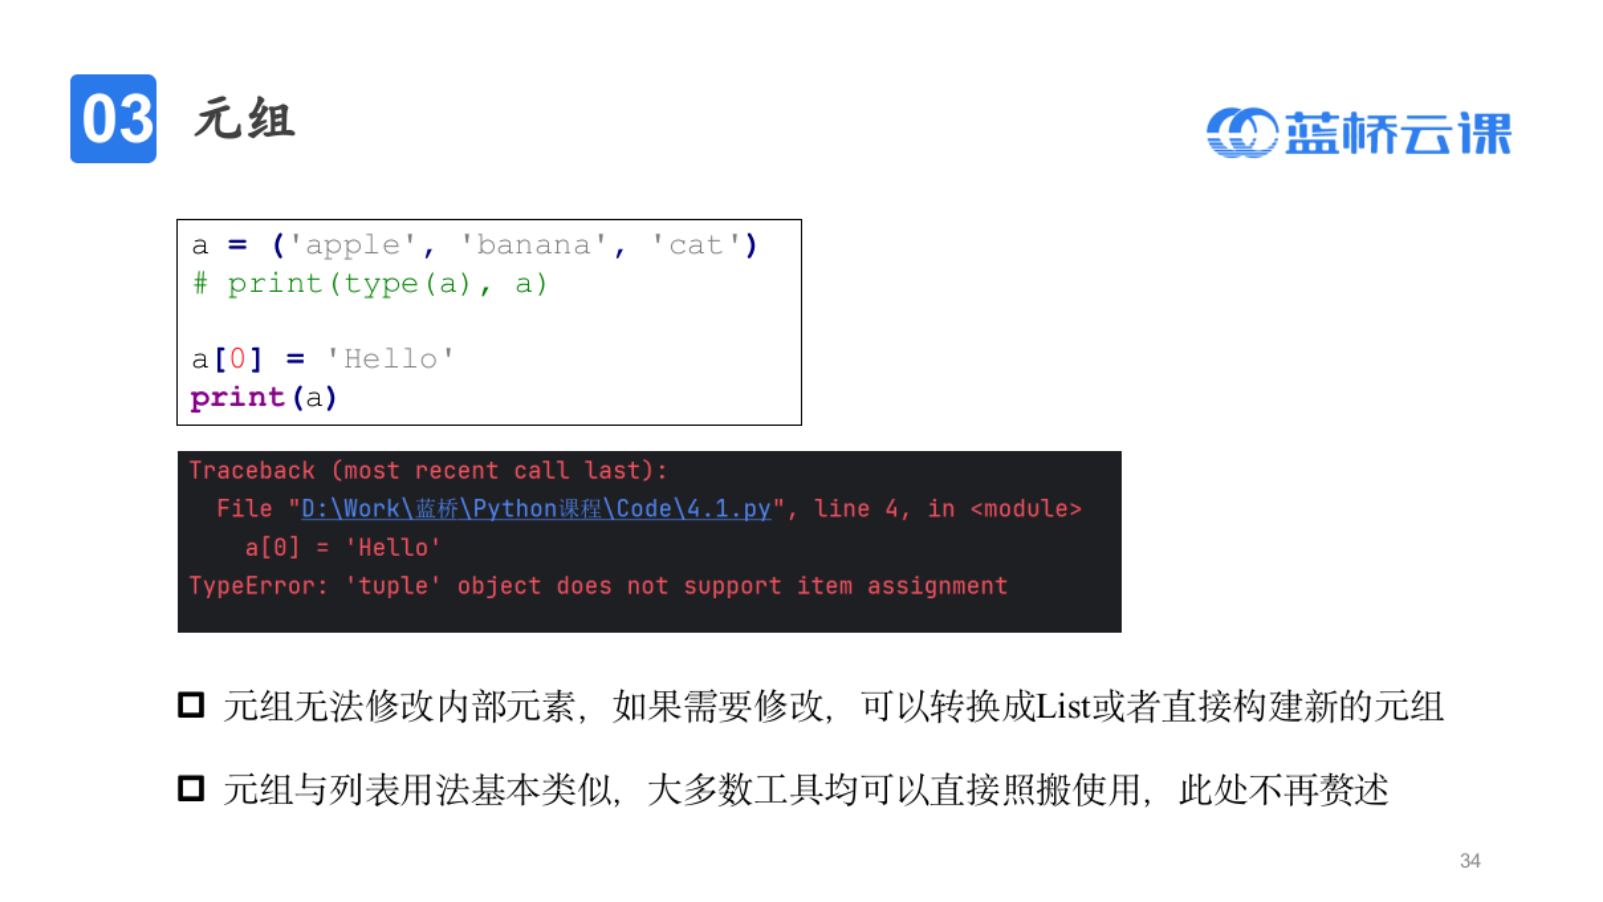 03 元组
蓝桥云课
a = ('apple', 'banana', 'cat')
# print(type(a), a)
a[0] = 'Hello'
print(a)
Traceback (most recent call last):
  File "D:\Work\蓝桥\Python课程\Code\4.1.py", line 4, in <module>
    a[0] = 'Hello'
TypeError: 'tuple' object does not support item assignment
元组无法修改内部元素，如果需要修改，可以转换成List或者直接构建新的元组
元组与列表用法基本类似，大多数工具均可以直接照搬使用，此处不再赘述
34